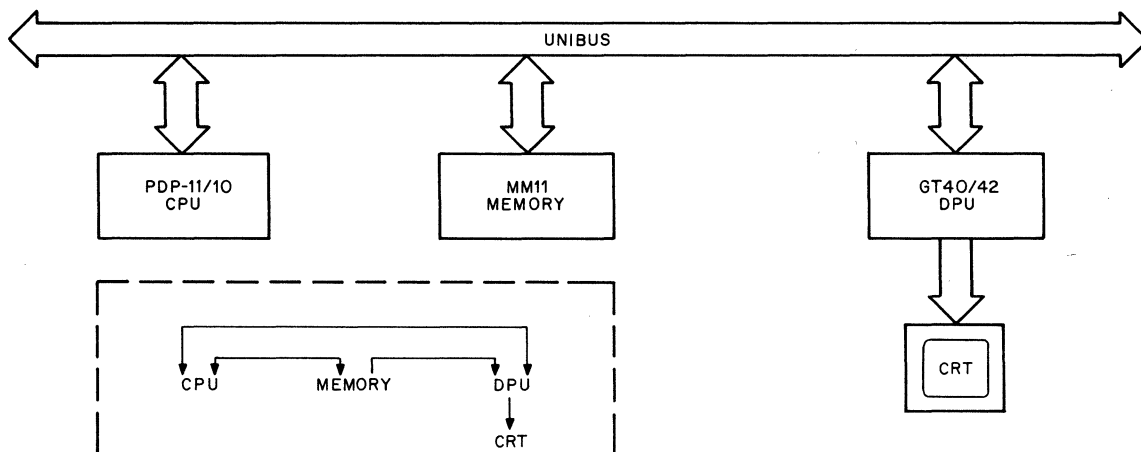 UNIBUS
PDP-11/10
CPU
MM11
MEMORY
GT40/42
DPU
CRT
CPU
MEMORY
DPU
CRT